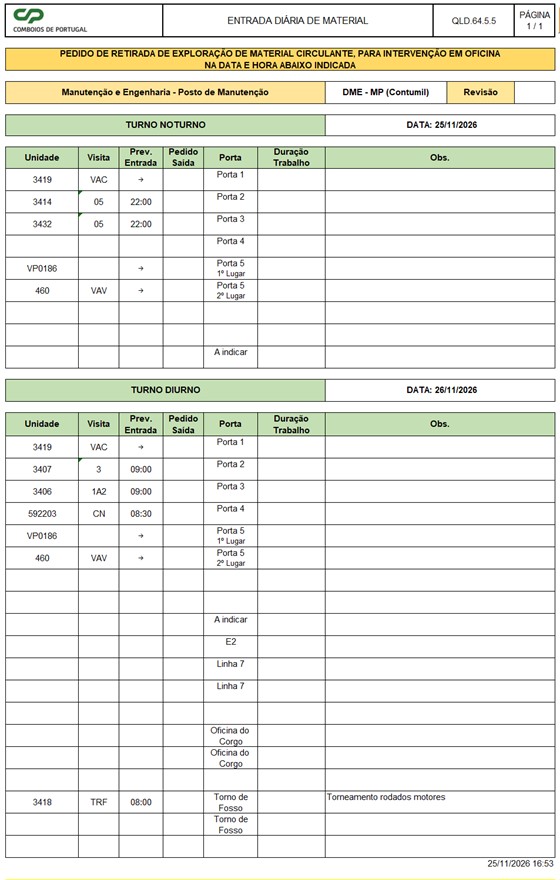 CP
COMBOIOS DE PORTUGAL
ENTRADA DIÁRIA DE MATERIAL
QLD.64.5.5
PÁGINA
1 / 1
PEDIDO DE RETIRADA DE EXPLORAÇÃO DE MATERIAL CIRCULANTE, PARA INTERVENÇÃO EM OFICINA
NA DATA E HORA ABAIXO INDICADA
Manutenção e Engenharia - Posto de Manutenção DME - MP (Contumil) Revisão
TURNO NOTURNO DATA: 25/11/2026
Unidade Visita Prev. Entrada Pedido Saída Porta Duração Trabalho Obs.
3419 VAC → Porta 1
3414 05 22:00 Porta 2
3432 05 22:00 Porta 3
Porta 4
VP0186 → Porta 5 1º Lugar
460 VAV → Porta 5 2º Lugar
A indicar
TURNO DIURNO DATA: 26/11/2026
Unidade Visita Prev. Entrada Pedido Saída Porta Duração Trabalho Obs.
3419 VAC → Porta 1
3407 3 09:00 Porta 2
3406 1A2 09:00 Porta 3
592203 CN 08:30 Porta 4
VP0186 → Porta 5 1º Lugar
460 VAV → Porta 5 2º Lugar
A indicar
E2
Linha 7
Linha 7
Oficina do Corgo
Oficina do Corgo
3418 TRF 08:00 Torno de Fosso Torneamento rodados motores
Torno de Fosso
25/11/2026 16:53